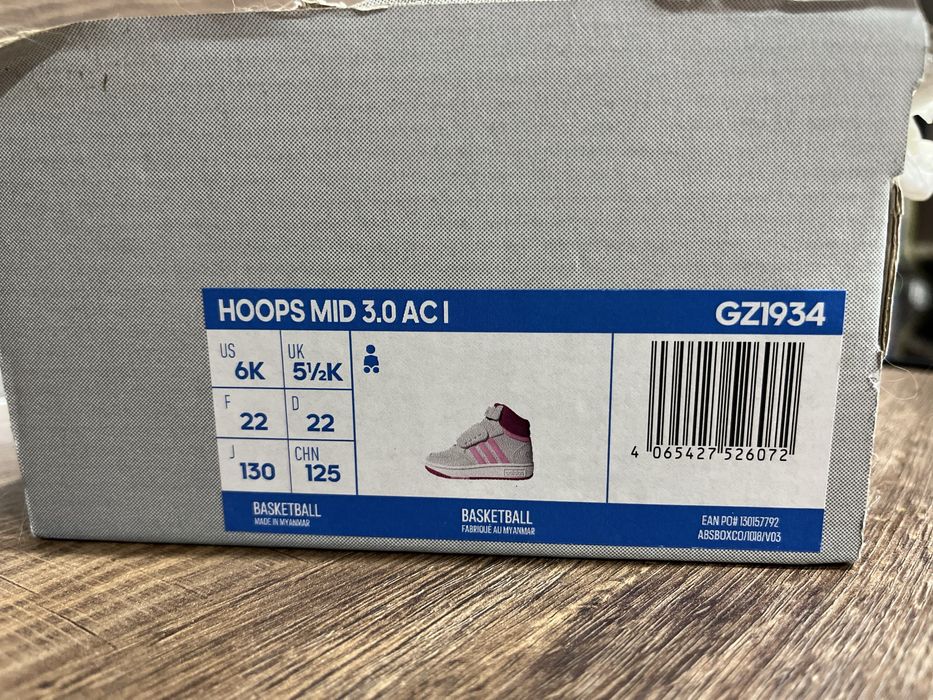 HOOPS MID 3.0 AC I
GZ1934
US
6K
UK
5½K
F
22
D
22
J
130
CHN
125
4 065427 526072
BASKETBALL
MADE IN MYANMAR
BASKETBALL
FABRIQUÉ AU MYANMAR
EAN PO# 130157792
ABSBOXCO/1018/V03